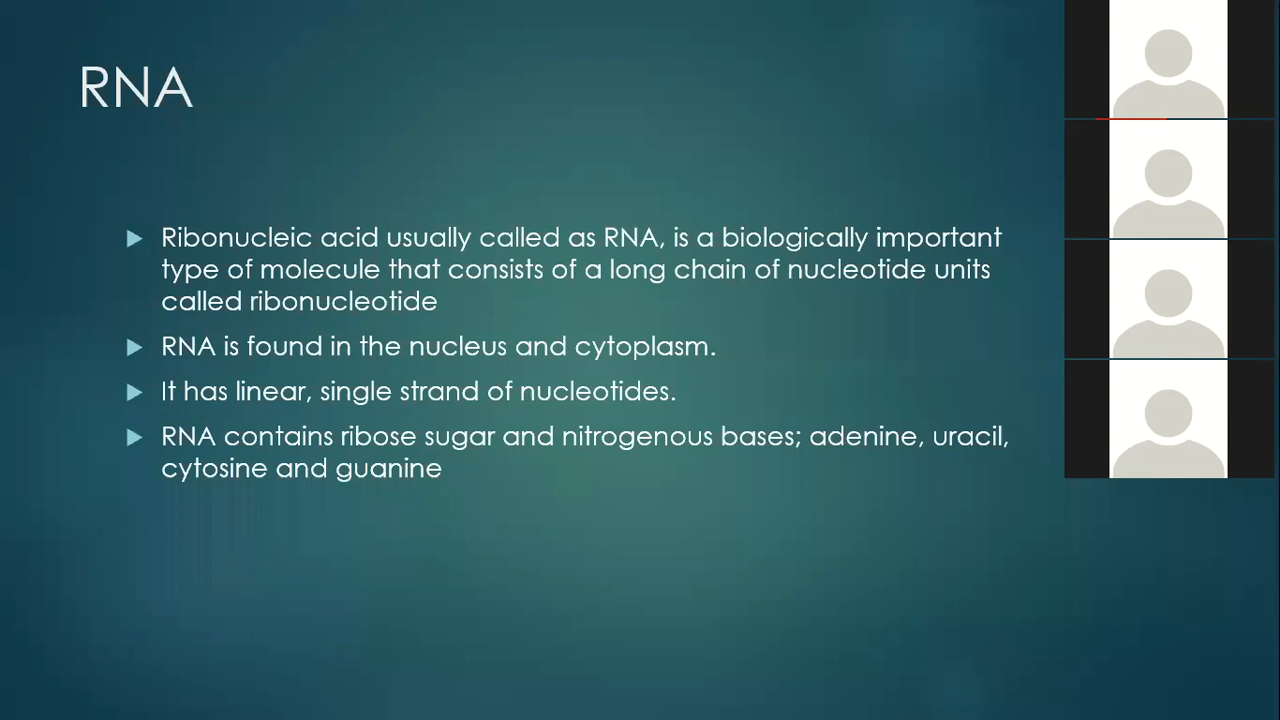 RNA
Ribonucleic acid usually called as RNA, is a biologically important
type of molecule that consists of a long chain of nucleotide units
called ribonucleotide
RNA is found in the nucleus and cytoplasm.
It has linear, single strand of nucleotides.
RNA contains ribose sugar and nitrogenous bases; adenine, uracil,
cytosine and guanine